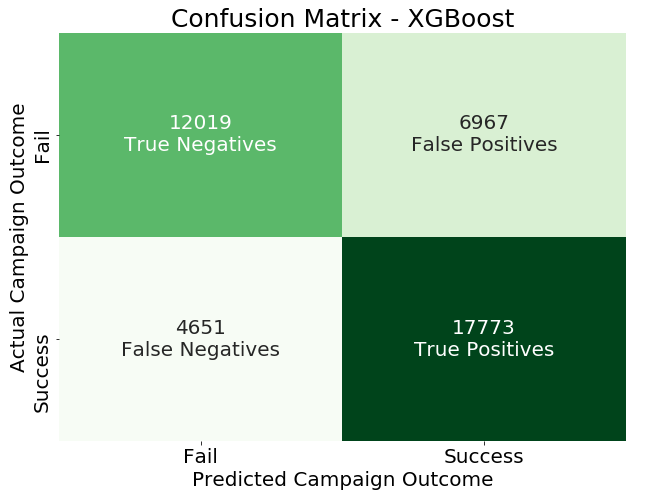 Confusion Matrix - XGBoost
Actual Campaign Outcome
Fail
12019
True Negatives
6967
False Positives
Success
4651
False Negatives
17773
True Positives
Fail
Success
Predicted Campaign Outcome